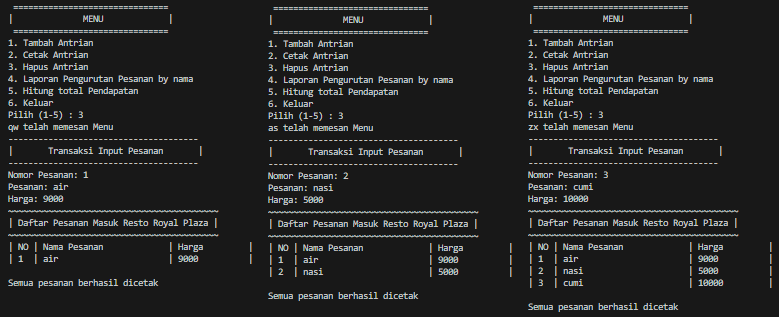 ===============================
| MENU |
===============================
1. Tambah Antrian
2. Cetak Antrian
3. Hapus Antrian
4. Laporan Pengurutan Pesanan by nama
5. Hitung total Pendapatan
6. Keluar
Pilih (1-5) : 3
qw telah memesan Menu
--------------------------------------
| Transaksi Input Pesanan |
--------------------------------------
Nomor Pesanan: 1
Pesanan: air
Harga: 9000
~~~~~~~~~~~~~~~~~~~~~~~~~~~~~~~~~~~~~~~~~~
| Daftar Pesanan Masuk Resto Royal Plaza |
~~~~~~~~~~~~~~~~~~~~~~~~~~~~~~~~~~~~~~~~~~
| NO | Nama Pesanan | Harga |
| 1 | air | 9000 |
Semua pesanan berhasil dicetak
===============================
| MENU |
===============================
1. Tambah Antrian
2. Cetak Antrian
3. Hapus Antrian
4. Laporan Pengurutan Pesanan by nama
5. Hitung total Pendapatan
6. Keluar
Pilih (1-5) : 3
as telah memesan Menu
--------------------------------------
| Transaksi Input Pesanan |
--------------------------------------
Nomor Pesanan: 2
Pesanan: nasi
Harga: 5000
~~~~~~~~~~~~~~~~~~~~~~~~~~~~~~~~~~~~~~~~~~
| Daftar Pesanan Masuk Resto Royal Plaza |
~~~~~~~~~~~~~~~~~~~~~~~~~~~~~~~~~~~~~~~~~~
| NO | Nama Pesanan | Harga |
| 1 | air | 9000 |
| 2 | nasi | 5000 |
Semua pesanan berhasil dicetak
===============================
| MENU |
===============================
1. Tambah Antrian
2. Cetak Antrian
3. Hapus Antrian
4. Laporan Pengurutan Pesanan by nama
5. Hitung total Pendapatan
6. Keluar
Pilih (1-5) : 3
zx telah memesan Menu
--------------------------------------
| Transaksi Input Pesanan |
--------------------------------------
Nomor Pesanan: 3
Pesanan: cumi
Harga: 10000
~~~~~~~~~~~~~~~~~~~~~~~~~~~~~~~~~~~~~~~~~~
| Daftar Pesanan Masuk Resto Royal Plaza |
~~~~~~~~~~~~~~~~~~~~~~~~~~~~~~~~~~~~~~~~~~
| NO | Nama Pesanan | Harga |
| 1 | air | 9000 |
| 2 | nasi | 5000 |
| 3 | cumi | 10000 |
Semua pesanan berhasil dicetak